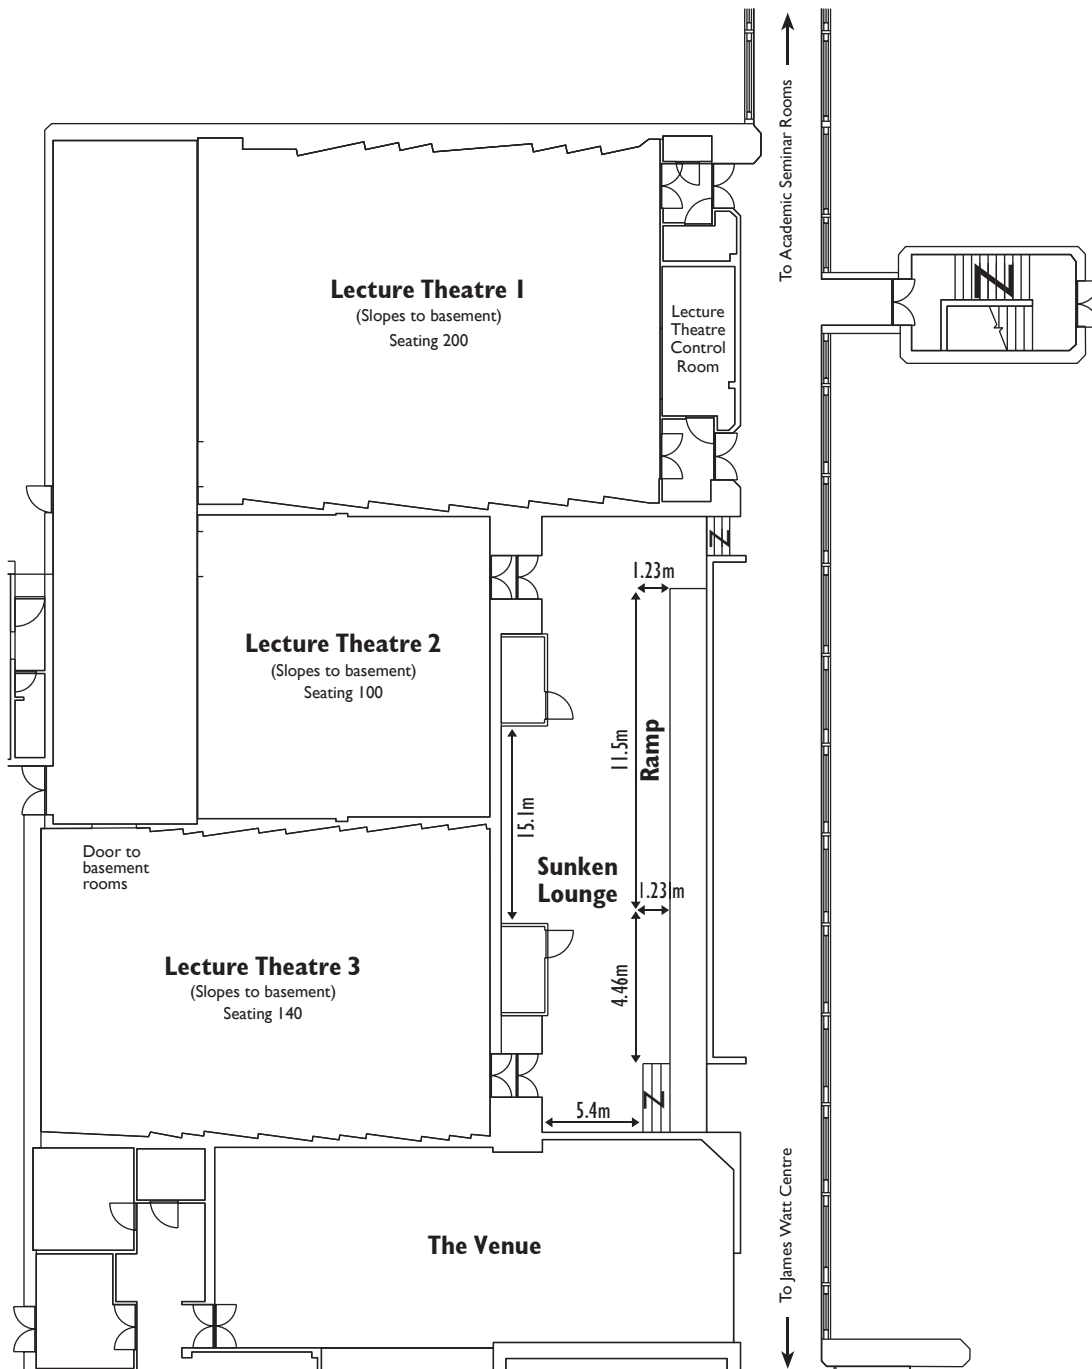 To Academic Seminar Rooms
Lecture Theatre 1
(Slopes to basement)
Seating 200
Lecture
Theatre
Control
Room
1.23m
Lecture Theatre 2
(Slopes to basement)
Seating 100
11.5m
Ramp
15.1m
Door to
basement
rooms
Sunken
Lounge
1.23m
Lecture Theatre 3
(Slopes to basement)
Seating 140
4.46m
5.4m
The Venue
To James Watt Centre